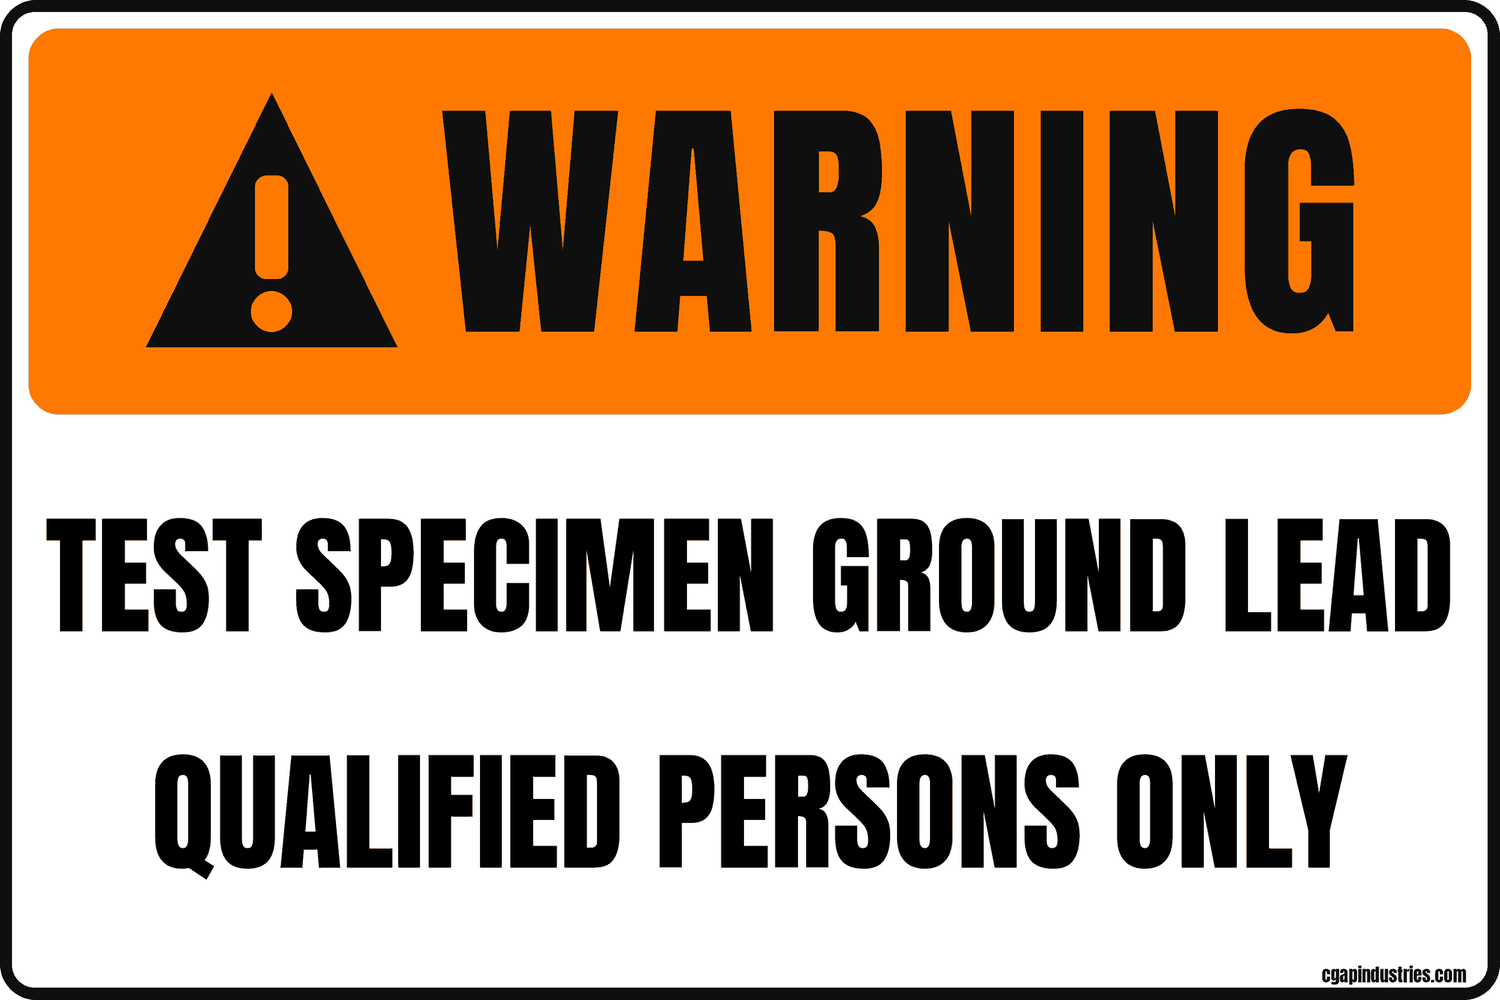 WARNING
TEST SPECIMEN GROUND LEAD
QUALIFIED PERSONS ONLY
cgapindustries.com